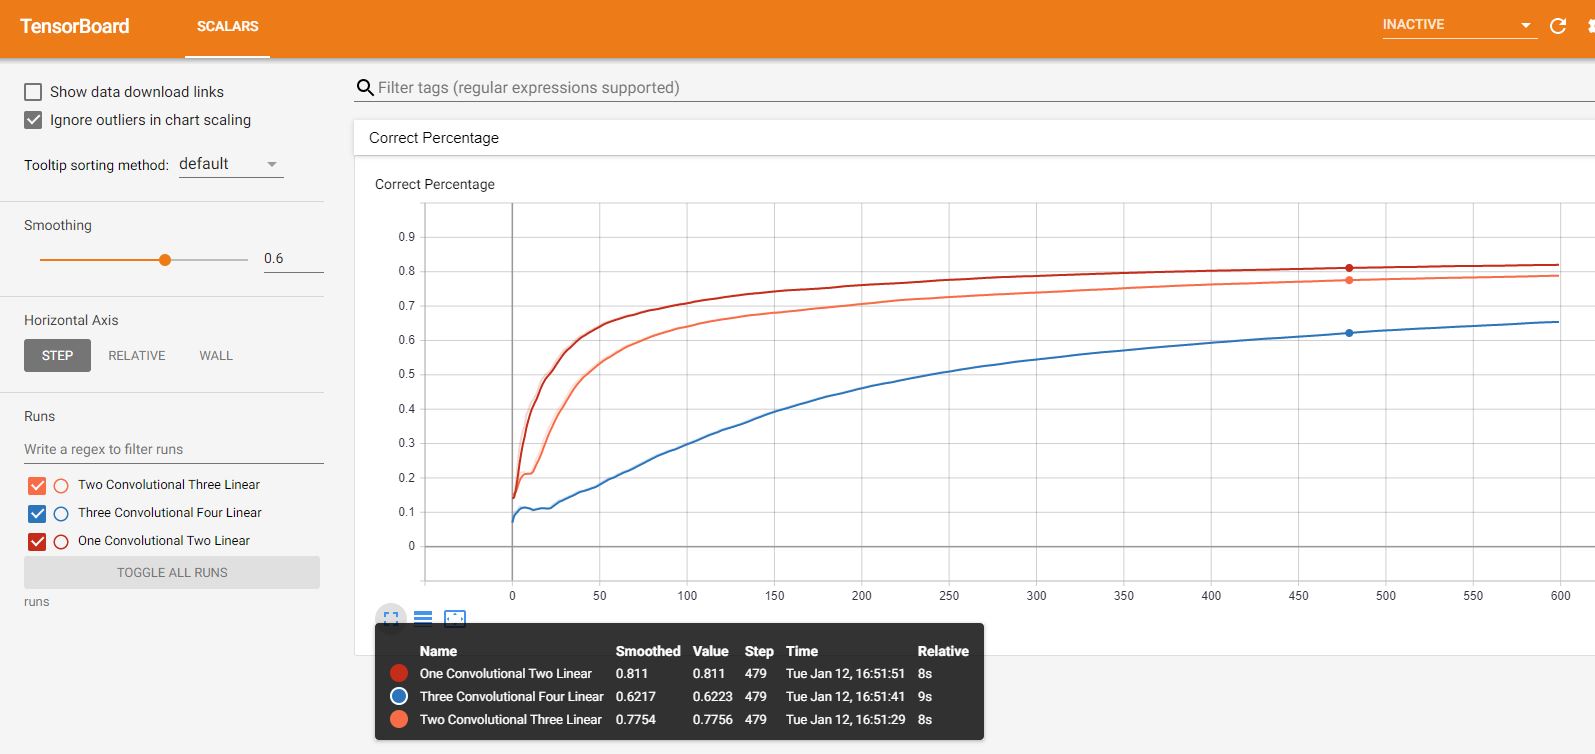 TensorBoard SCALARS INACTIVE
Show data download links
Filter tags (regular expressions supported)
Ignore outliers in chart scaling
Correct Percentage
Tooltip sorting method: default
Correct Percentage
Smoothing
0.6
Horizontal Axis
STEP RELATIVE WALL
Runs
Write a regex to filter runs
Two Convolutional Three Linear
Three Convolutional Four Linear
One Convolutional Two Linear
TOGGLE ALL RUNS
runs
0.9
0.8
0.7
0.6
0.5
0.4
0.3
0.2
0.1
0
0 50 100 150 200 250 300 350 400 450 500 550 600
Name Smoothed Value Step Time Relative
One Convolutional Two Linear 0.811 0.811 479 Tue Jan 12, 16:51:51 8s
Three Convolutional Four Linear 0.6217 0.6223 479 Tue Jan 12, 16:51:41 9s
Two Convolutional Three Linear 0.7754 0.7756 479 Tue Jan 12, 16:51:29 8s